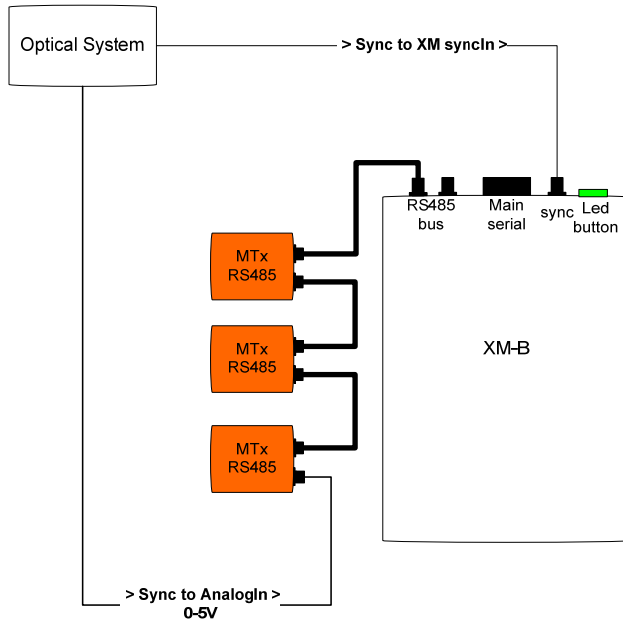 Optical System
> Sync to XM syncIn >
RS485
bus
Main
serial
sync
Led
button
MTx
RS485
MTx
RS485
MTx
RS485
XM-B
> Sync to AnalogIn >
0-5V